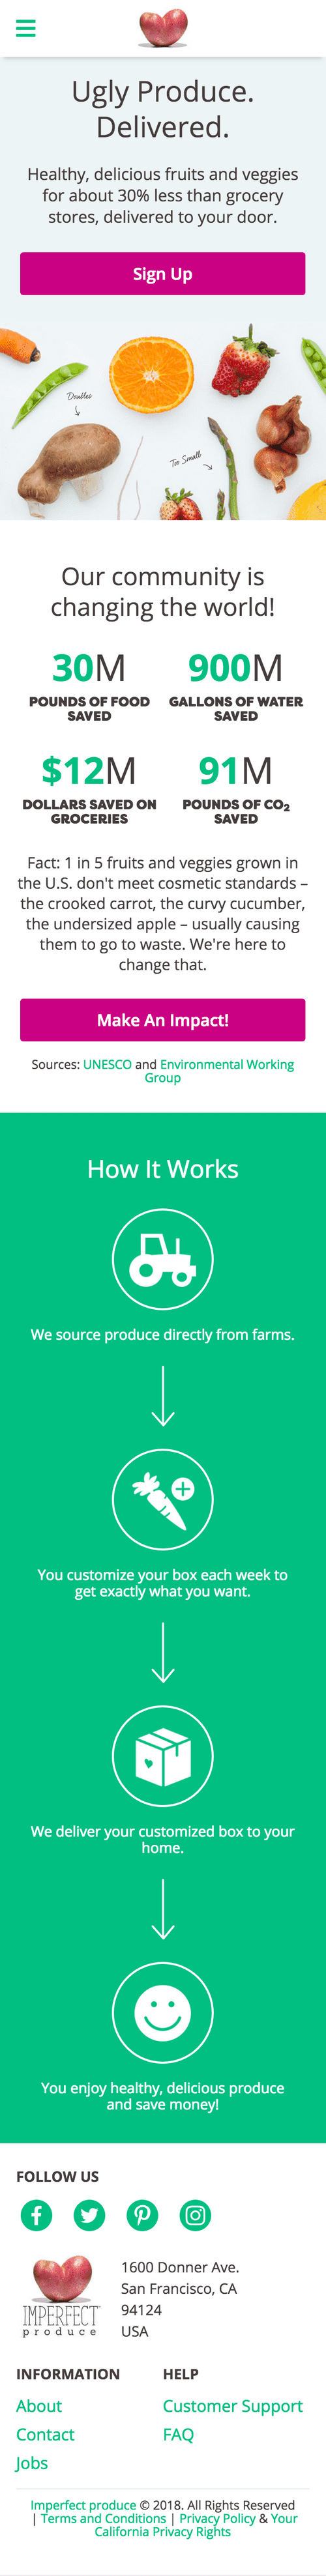 Ugly Produce.
Delivered.
Healthy, delicious fruits and veggies
for about 30% less than grocery
stores, delivered to your door.
Sign Up
Doubles
Too Small
Our community is
changing the world!
30M
POUNDS OF FOOD
SAVED
900M
GALLONS OF WATER
SAVED
$12M
DOLLARS SAVED ON
GROCERIES
91M
POUNDS OF CO₂
SAVED
Fact: 1 in 5 fruits and veggies grown in
the U.S. don't meet cosmetic standards –
the crooked carrot, the curvy cucumber,
the undersized apple – usually causing
them to go to waste. We're here to
change that.
Make An Impact!
Sources: UNESCO and Environmental Working
Group
How It Works
We source produce directly from farms.
You customize your box each week to
get exactly what you want.
We deliver your customized box to your
home.
You enjoy healthy, delicious produce
and save money!
FOLLOW US
IMPERFECT
produce
1600 Donner Ave.
San Francisco, CA
94124
USA
INFORMATION
About
Contact
Jobs
HELP
Customer Support
FAQ
Imperfect produce © 2018. All Rights Reserved
| Terms and Conditions | Privacy Policy & Your
California Privacy Rights